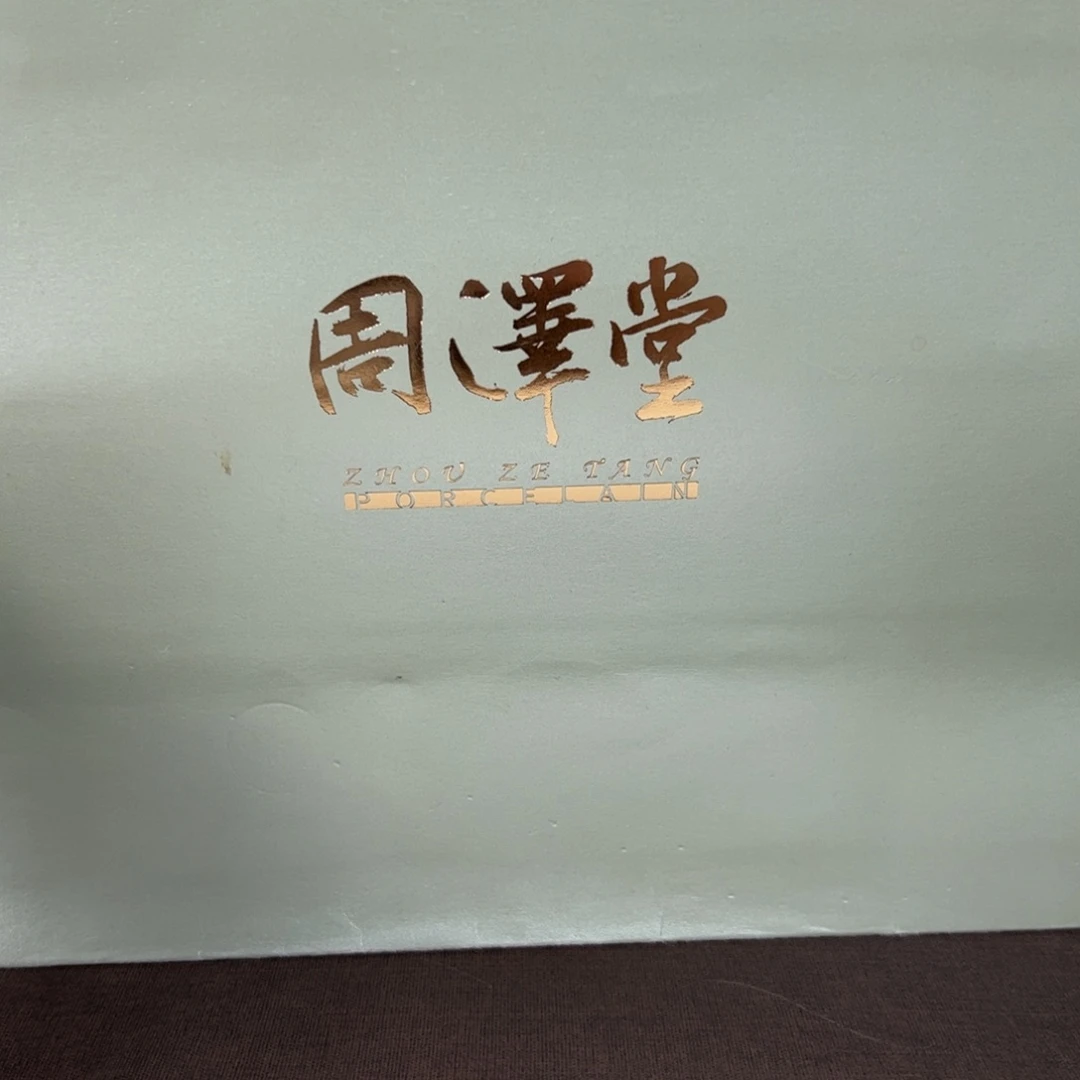 周澤堂
ZHOU ZE TANG
PORCELAIN